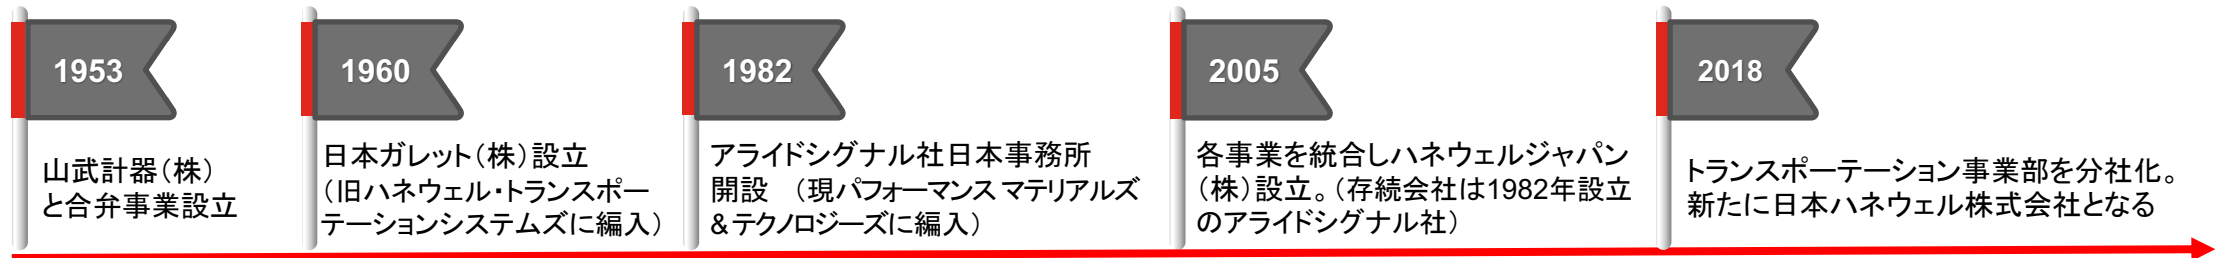 1953
山武計器（株）
と合弁事業設立
1960
日本ガレット（株）設立
（旧ハネウェル・トランスポー
テーションシステムズに編入）
1982
アライドシグナル社日本事務所
開設　（現パフォーマンス マテリアルズ
＆テクノロジーズに編入）
2005
各事業を統合しハネウェルジャパン
（株）設立。（存続会社は1982年設立
のアライドシグナル社）
2018
トランスポーテーション事業部を分社化。
新たに日本ハネウェル株式会社となる